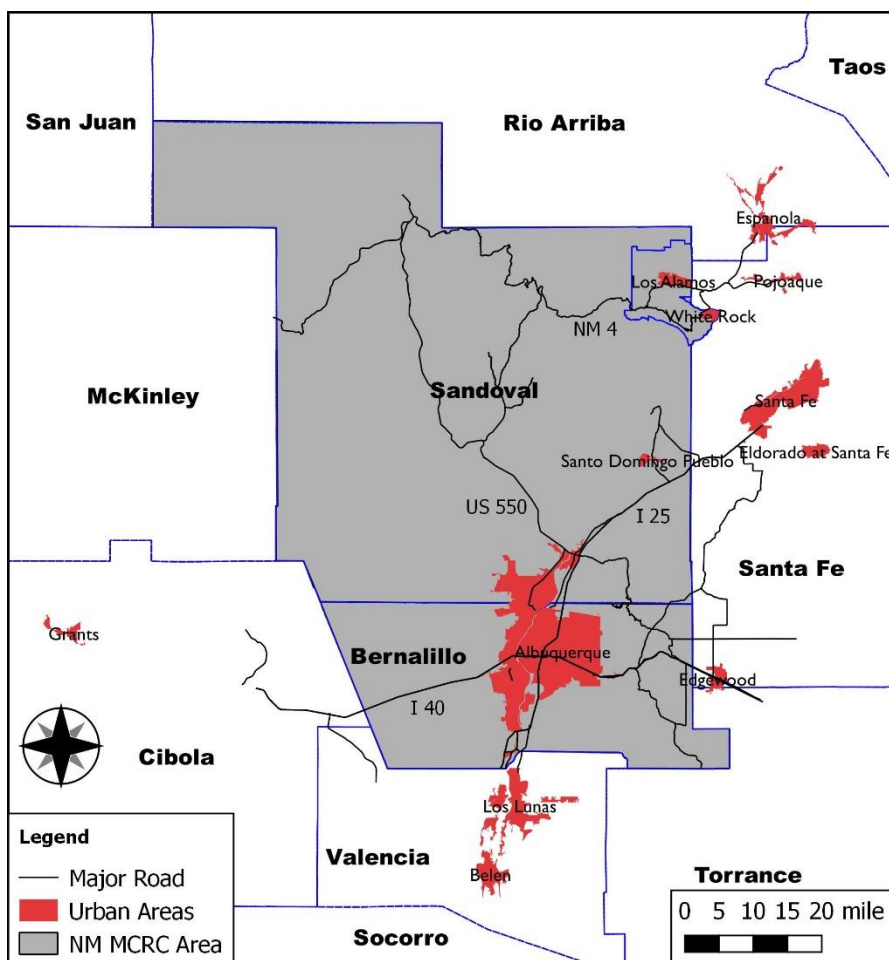 Taos
San Juan
Rio Arriba
Espanola
Los Alamos
Pojoaque
White Rock
NM 4
McKinley
Sandoval
Santa Fe
Santo Domingo Pueblo
Eldorado at Santa Fe
US 550
I 25
Santa Fe
Grants
Bernalillo
Albuquerque
Edgewood
I 40
Cibola
Los Lunas
Legend
Major Road
Urban Areas
NM MCRC Area
Valencia
Belen
Torrance
0 5 10 15 20 mile
Socorro